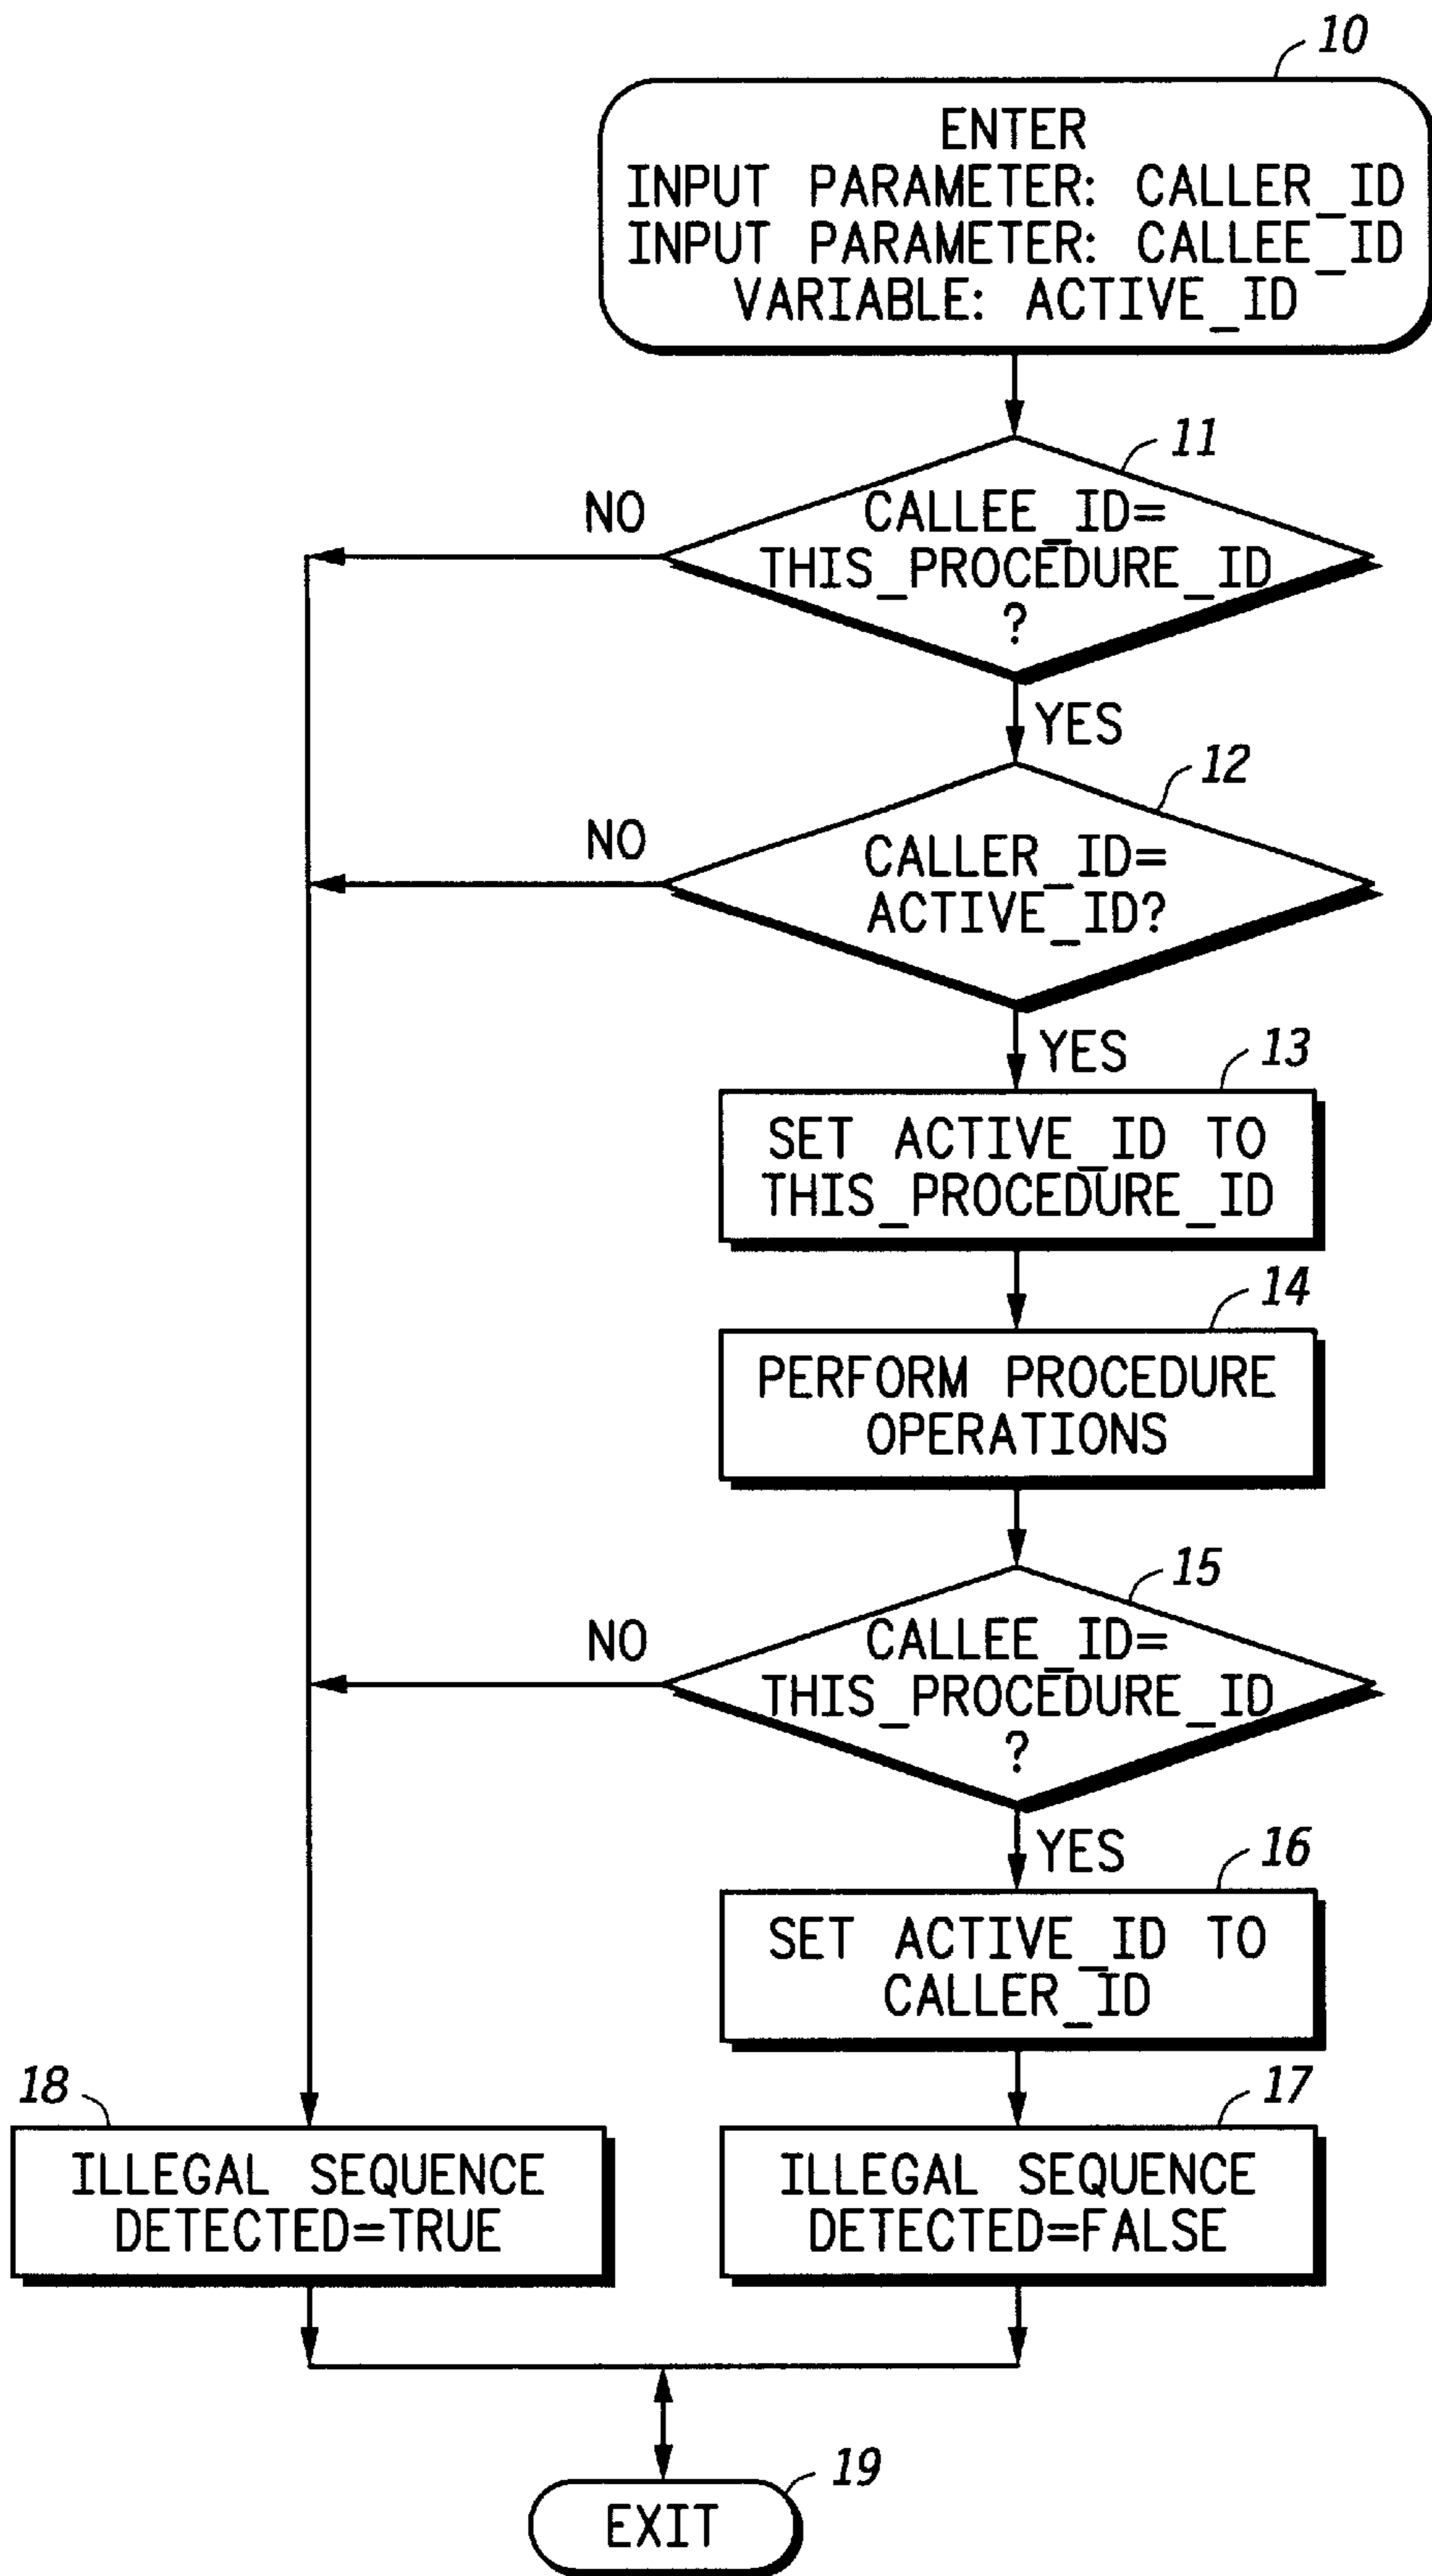 10
ENTER
INPUT PARAMETER: CALLER_ID
INPUT PARAMETER: CALLEE_ID
VARIABLE: ACTIVE_ID
11
CALLEE_ID=
THIS_PROCEDURE_ID
?
NO
YES
12
CALLER_ID=
ACTIVE_ID?
NO
YES
13
SET ACTIVE_ID TO
THIS_PROCEDURE_ID
14
PERFORM PROCEDURE
OPERATIONS
15
CALLEE_ID=
THIS_PROCEDURE_ID
?
NO
YES
16
SET ACTIVE_ID TO
CALLER_ID
18
ILLEGAL SEQUENCE
DETECTED=TRUE
17
ILLEGAL SEQUENCE
DETECTED=FALSE
19
EXIT